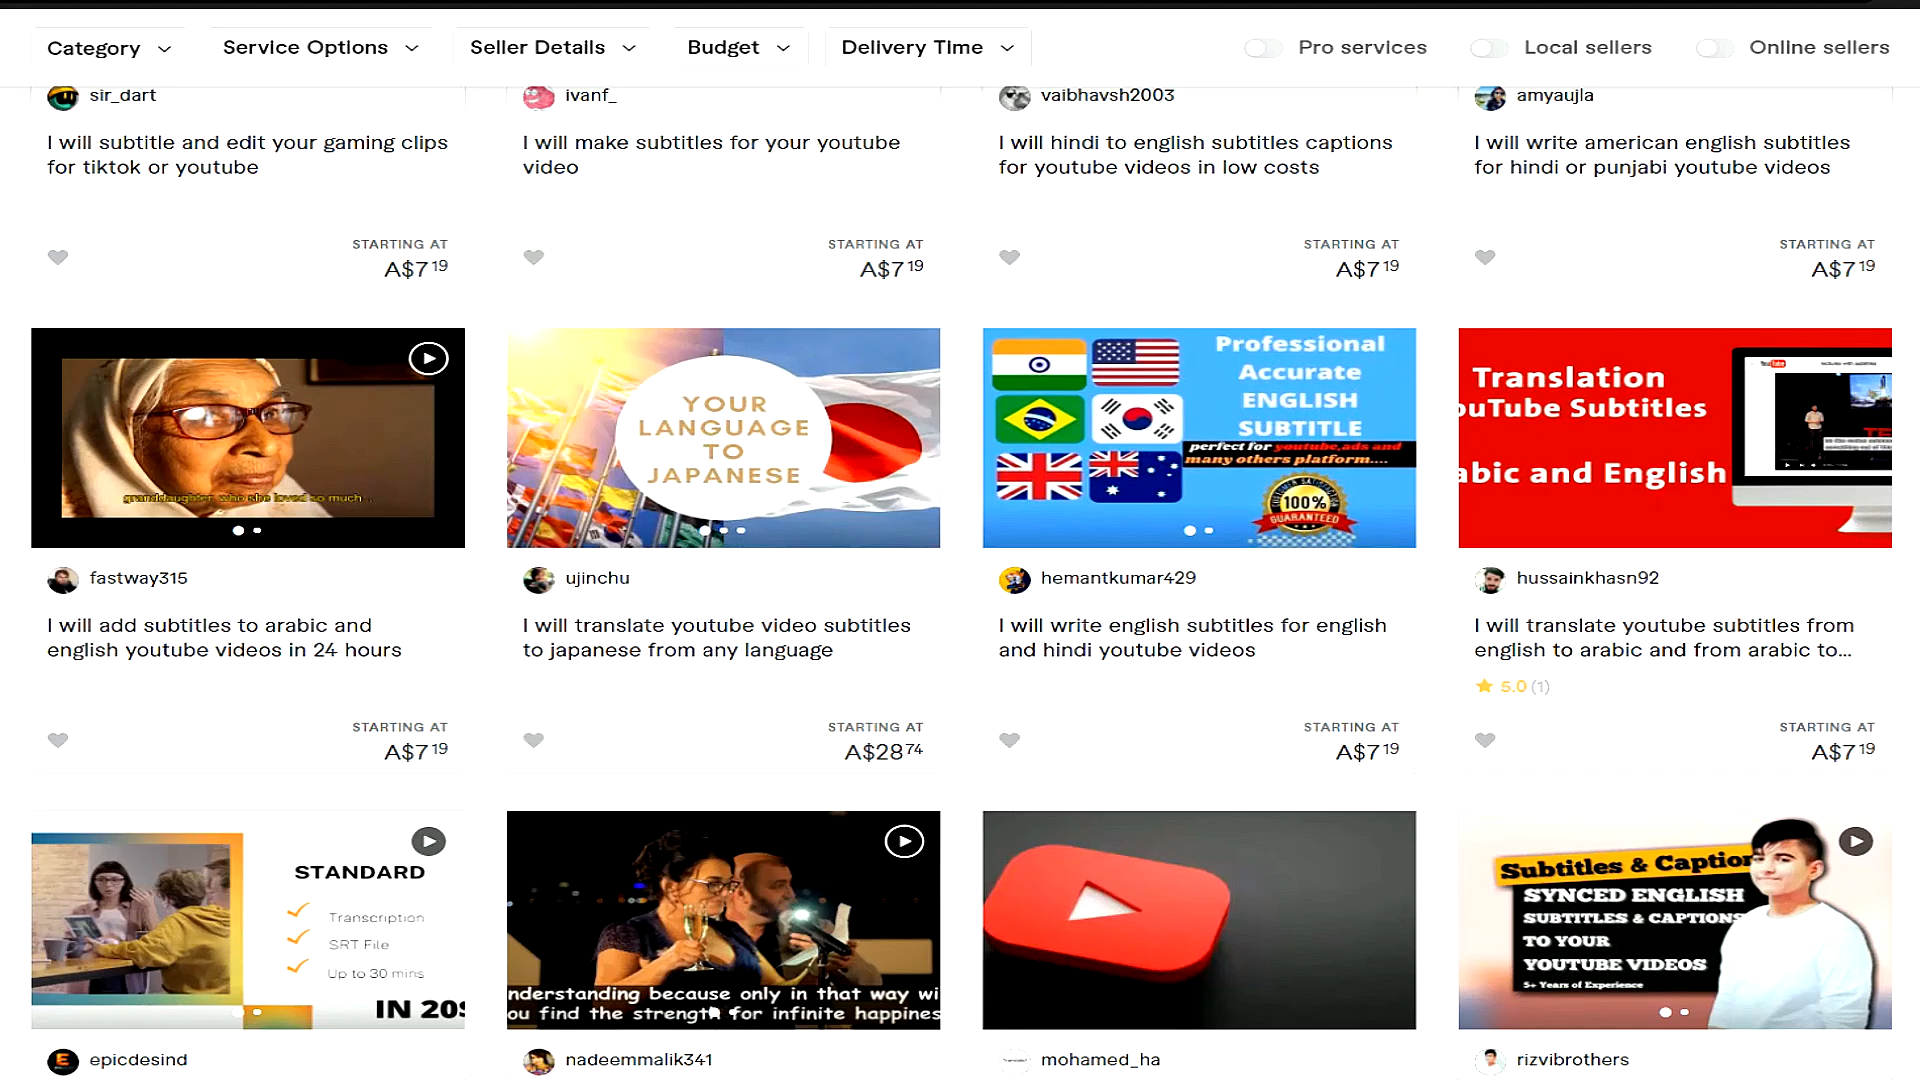 Category Service Options Seller Details Budget Delivery Time Pro services Local sellers Online sellers
sir_dart
I will subtitle and edit your gaming clips
for tiktok or youtube
STARTING AT
A$7 19
ivanf_
I will make subtitles for your youtube
video
STARTING AT
A$7 19
vaibhavsh2003
I will hindi to english subtitles captions
for youtube videos in low costs
STARTING AT
A$7 19
amyaujla
I will write american english subtitles
for hindi or punjabi youtube videos
STARTING AT
A$7 19
granddaughter, who she loved so much...
fastway315
I will add subtitles to arabic and
english youtube videos in 24 hours
STARTING AT
A$7 19
YOUR
LANGUAGE
TO
JAPANESE
ujinchu
I will translate youtube video subtitles
to japanese from any language
STARTING AT
A$28 74
Professional
Accurate
ENGLISH
SUBTITLE
perfect for youtube,ads and
many others platform....
100%
GUARANTEED
hemantkumar429
I will write english subtitles for english
and hindi youtube videos
STARTING AT
A$7 19
Translation
ouTube Subtitles
abic and English
YouTube
hussainkhasn92
I will translate youtube subtitles from
english to arabic and from arabic to...
5.0 (1)
STARTING AT
A$7 19
STANDARD
Transcription
SRT File
Up to 30 mins
IN 20$
epicdesind
nderstanding because only in that way wi
ou find the strength for infinite happines
nadeemmalik341
mohamed_ha
Subtitles & Caption
SYNCED ENGLISH
SUBTITLES & CAPTIONS
TO YOUR
YOUTUBE VIDEOS
5+ Years of Experience
rizvibrothers